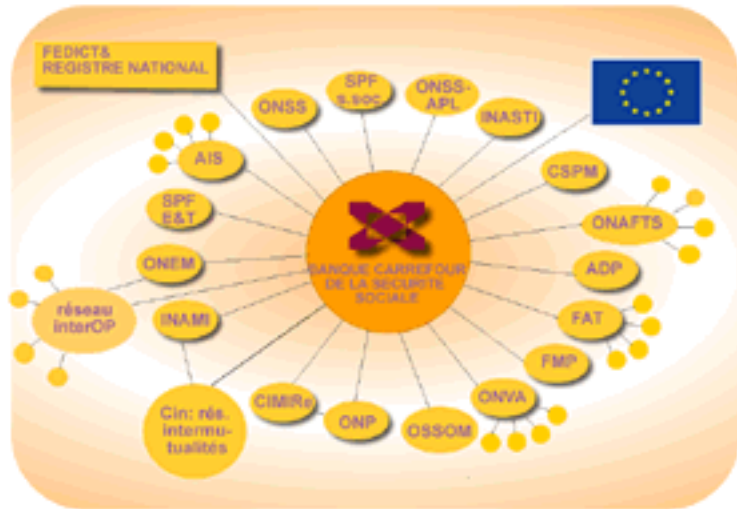 FEDICT&
REGISTRE NATIONAL
ONSS
SPF
s.soc
ONSS-
APL
INASTI
AIS
CSPM
SPF
E&T
ONAFTS
ONEM
BANQUE CARREFOUR
DE LA SECURITE
SOCIALE
ADP
réseau
interOP
INAMI
FAT
FMP
Cin: rés.
intermu-
tualités
CIMIRe
ONP
OSSOM
ONVA